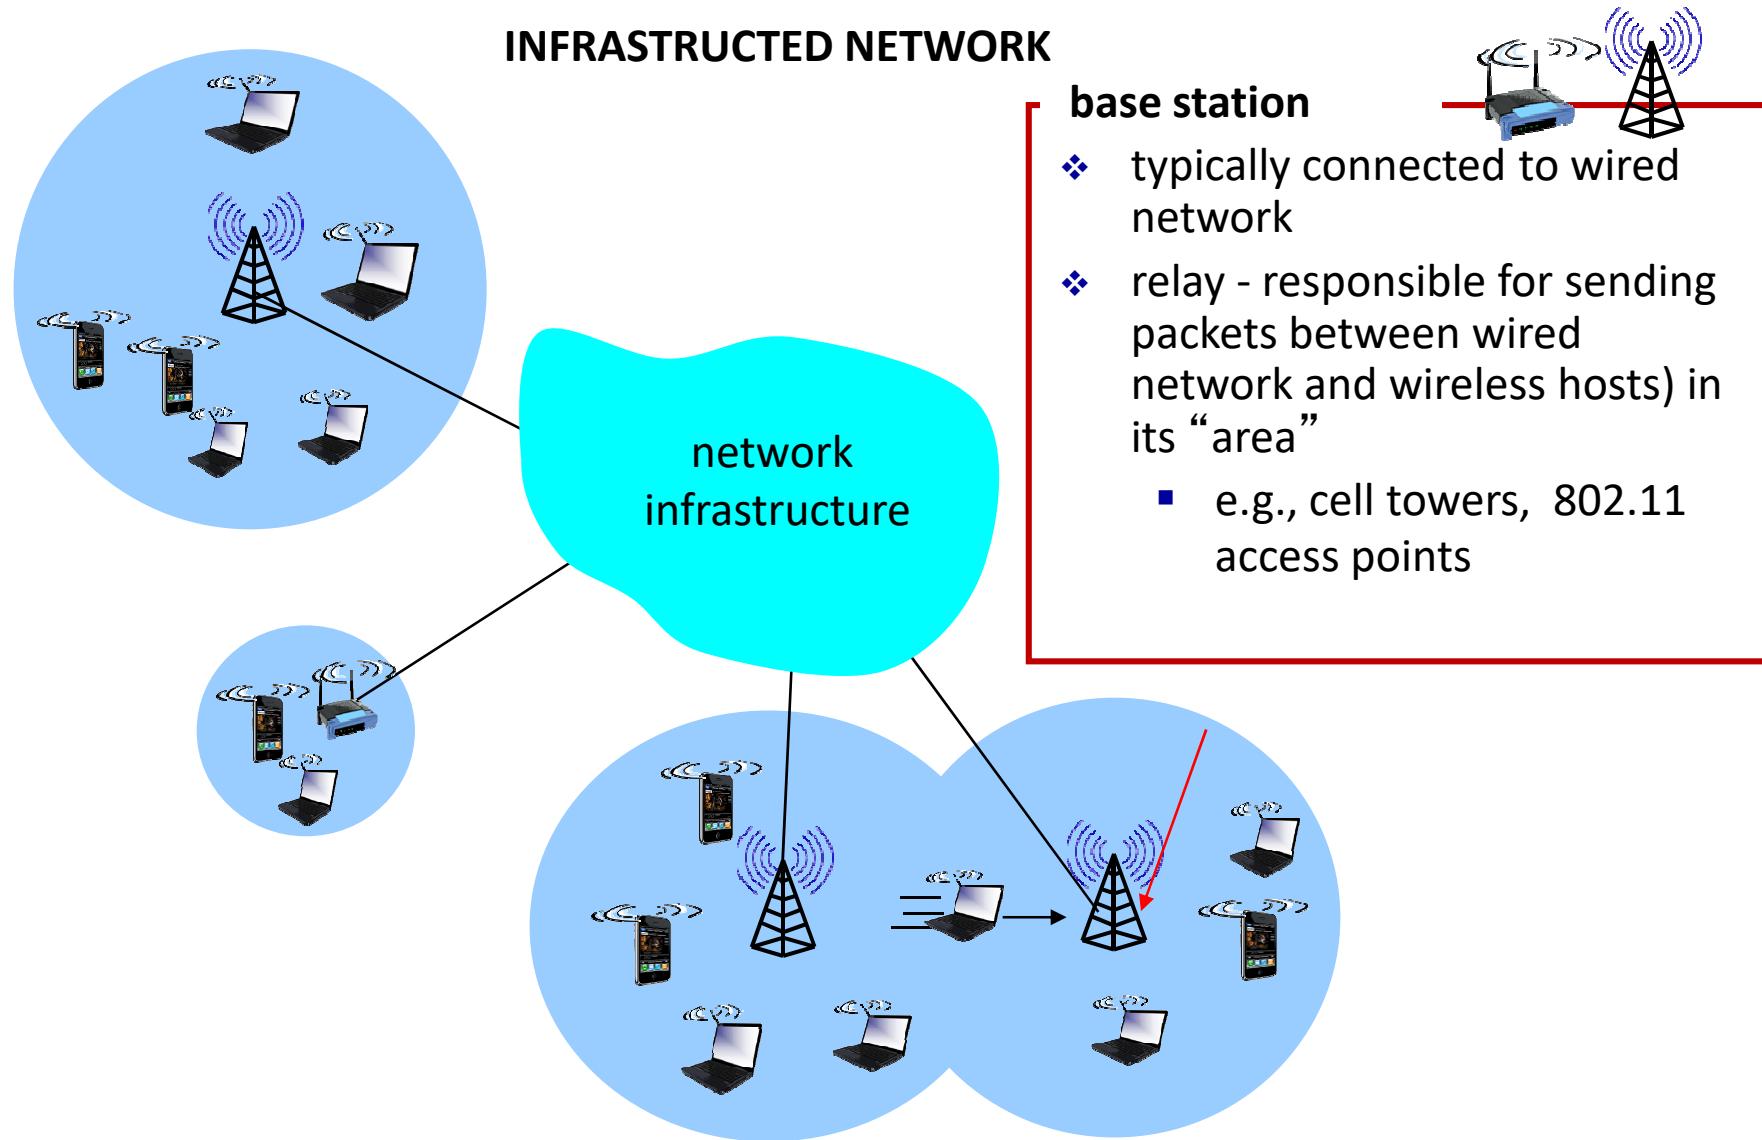 INFRASTRUCTED NETWORK
base station
typically connected to wired
network
relay - responsible for sending
packets between wired
network and wireless hosts) in
its “area”
e.g., cell towers,  802.11
access points
network
infrastructure